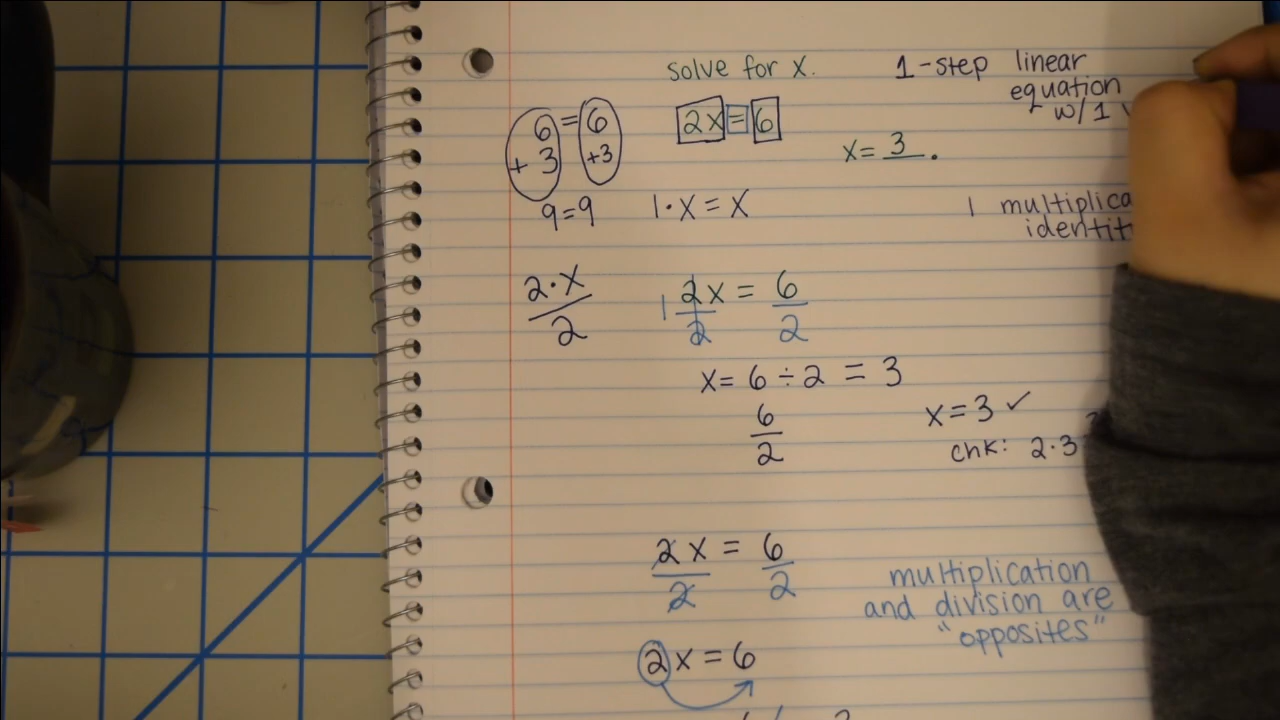 solve for x.
1-step linear
equation
w/1
6 = 6
+ 3 +3
9 = 9
2x = 6
x = 3.
1 · x = x
1 multiplica
identit
2 · x
2
1 2x = 6
2 2
x = 6 ÷ 2 = 3
6
2
x = 3 ✓
chk: 2 · 3
2x = 6
2 2
multiplication
and division are
"opposites"
2x = 6